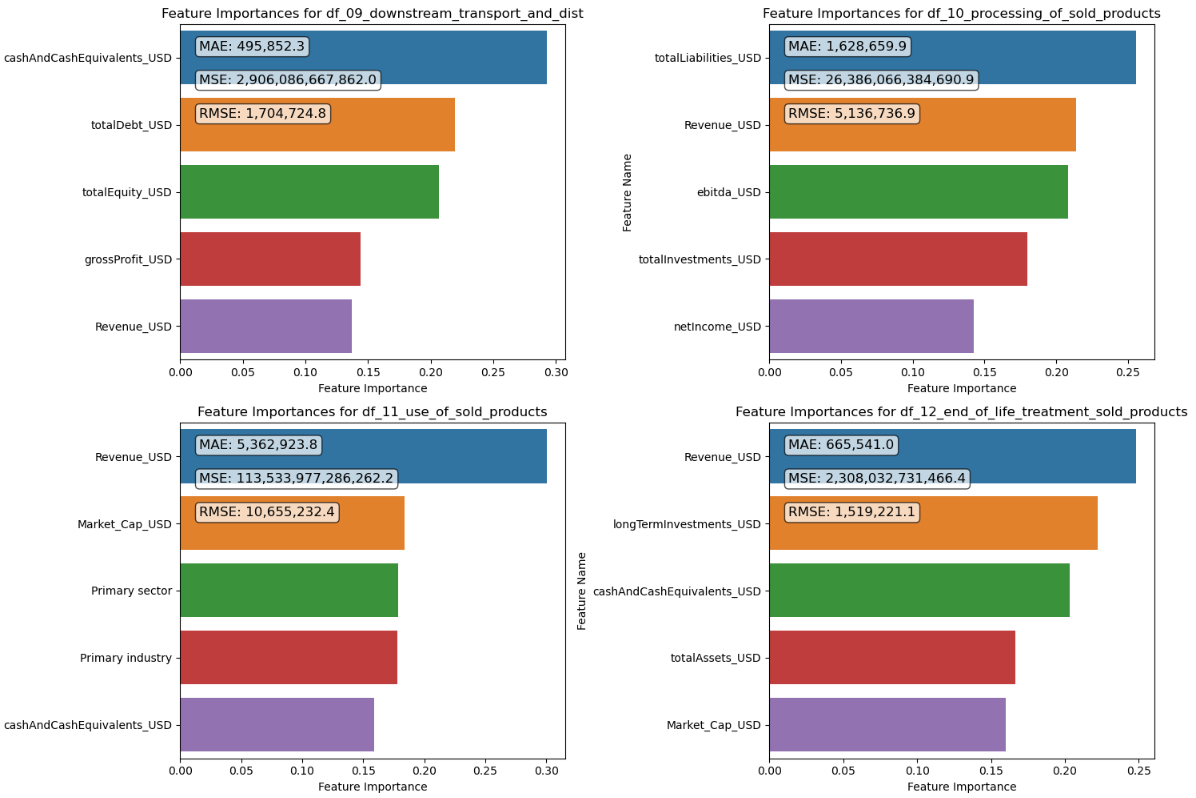 Feature Importances for df_09_downstream_transport_and_dist
cashAndCashEquivalents_USD
totalDebt_USD
totalEquity_USD
grossProfit_USD
Revenue_USD
MAE: 495,852.3
MSE: 2,906,086,667,862.0
RMSE: 1,704,724.8
0.00 0.05 0.10 0.15 0.20 0.25 0.30
Feature Importance
Feature Importances for df_10_processing_of_sold_products
Feature Name
totalLiabilities_USD
Revenue_USD
ebitda_USD
totalInvestments_USD
netIncome_USD
MAE: 1,628,659.9
MSE: 26,386,066,384,690.9
RMSE: 5,136,736.9
0.00 0.05 0.10 0.15 0.20 0.25
Feature Importance
Feature Importances for df_11_use_of_sold_products
Revenue_USD
Market_Cap_USD
Primary sector
Primary industry
cashAndCashEquivalents_USD
MAE: 5,362,923.8
MSE: 113,533,977,286,262.2
RMSE: 10,655,232.4
0.00 0.05 0.10 0.15 0.20 0.25 0.30
Feature Importance
Feature Importances for df_12_end_of_life_treatment_sold_products
Feature Name
Revenue_USD
longTermInvestments_USD
cashAndCashEquivalents_USD
totalAssets_USD
Market_Cap_USD
MAE: 665,541.0
MSE: 2,308,032,731,466.4
RMSE: 1,519,221.1
0.00 0.05 0.10 0.15 0.20 0.25
Feature Importance